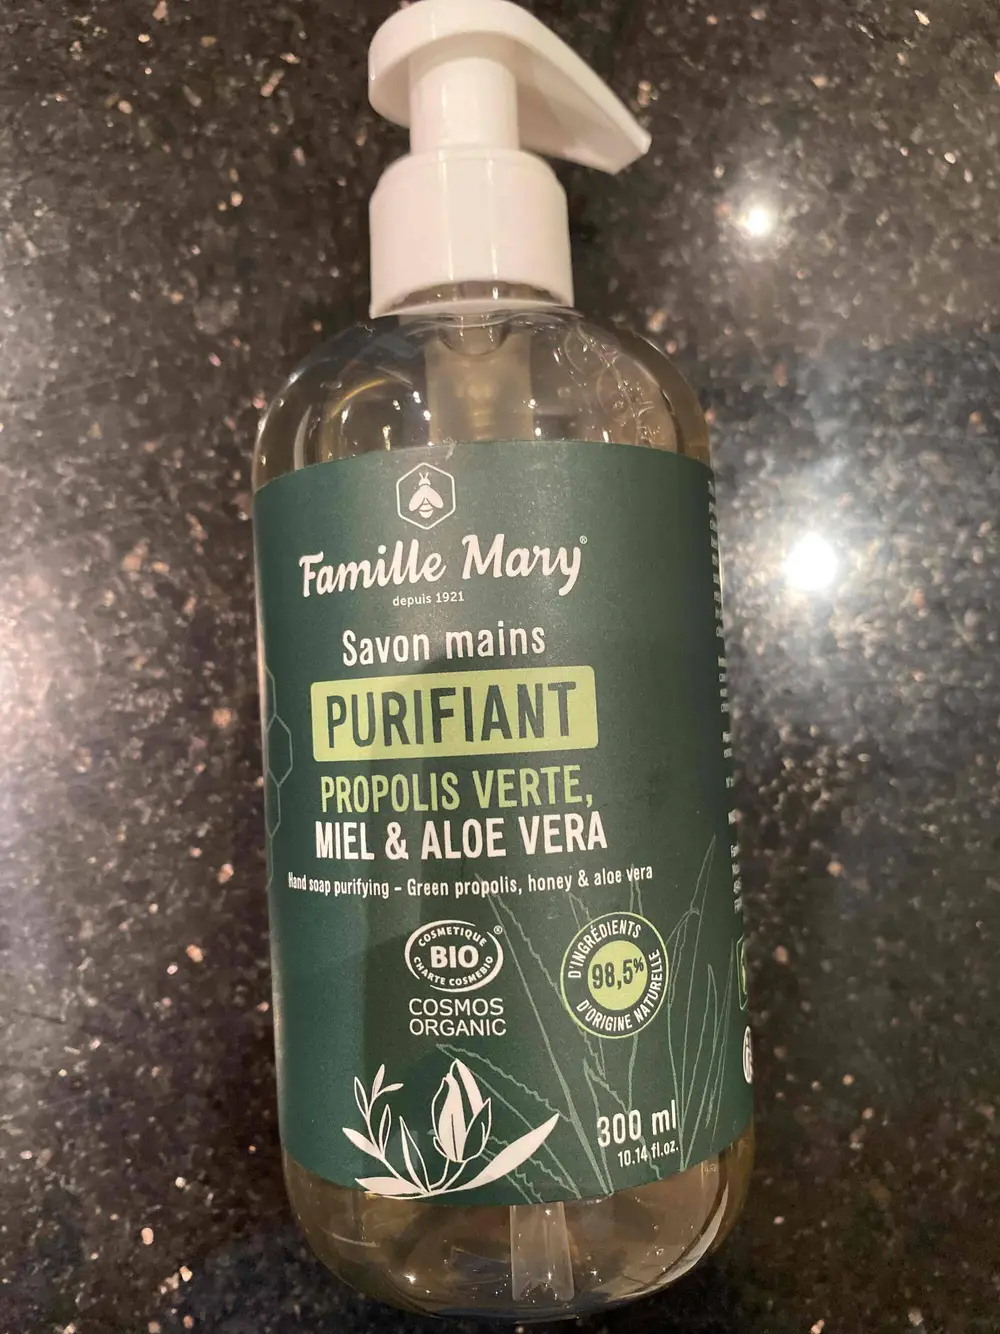 Famille Mary®
depuis 1921
Savon mains
PURIFIANT
PROPOLIS VERTE,
MIEL & ALOE VERA
Hand soap purifying – Green propolis, honey & aloe vera
COSMETIQUE
BIO®
CHARTE COSMEBIO
COSMOS
ORGANIC
D'INGRÉDIENTS
98,5%
D'ORIGINE NATURELLE
300 ml
10.14 fl.oz.